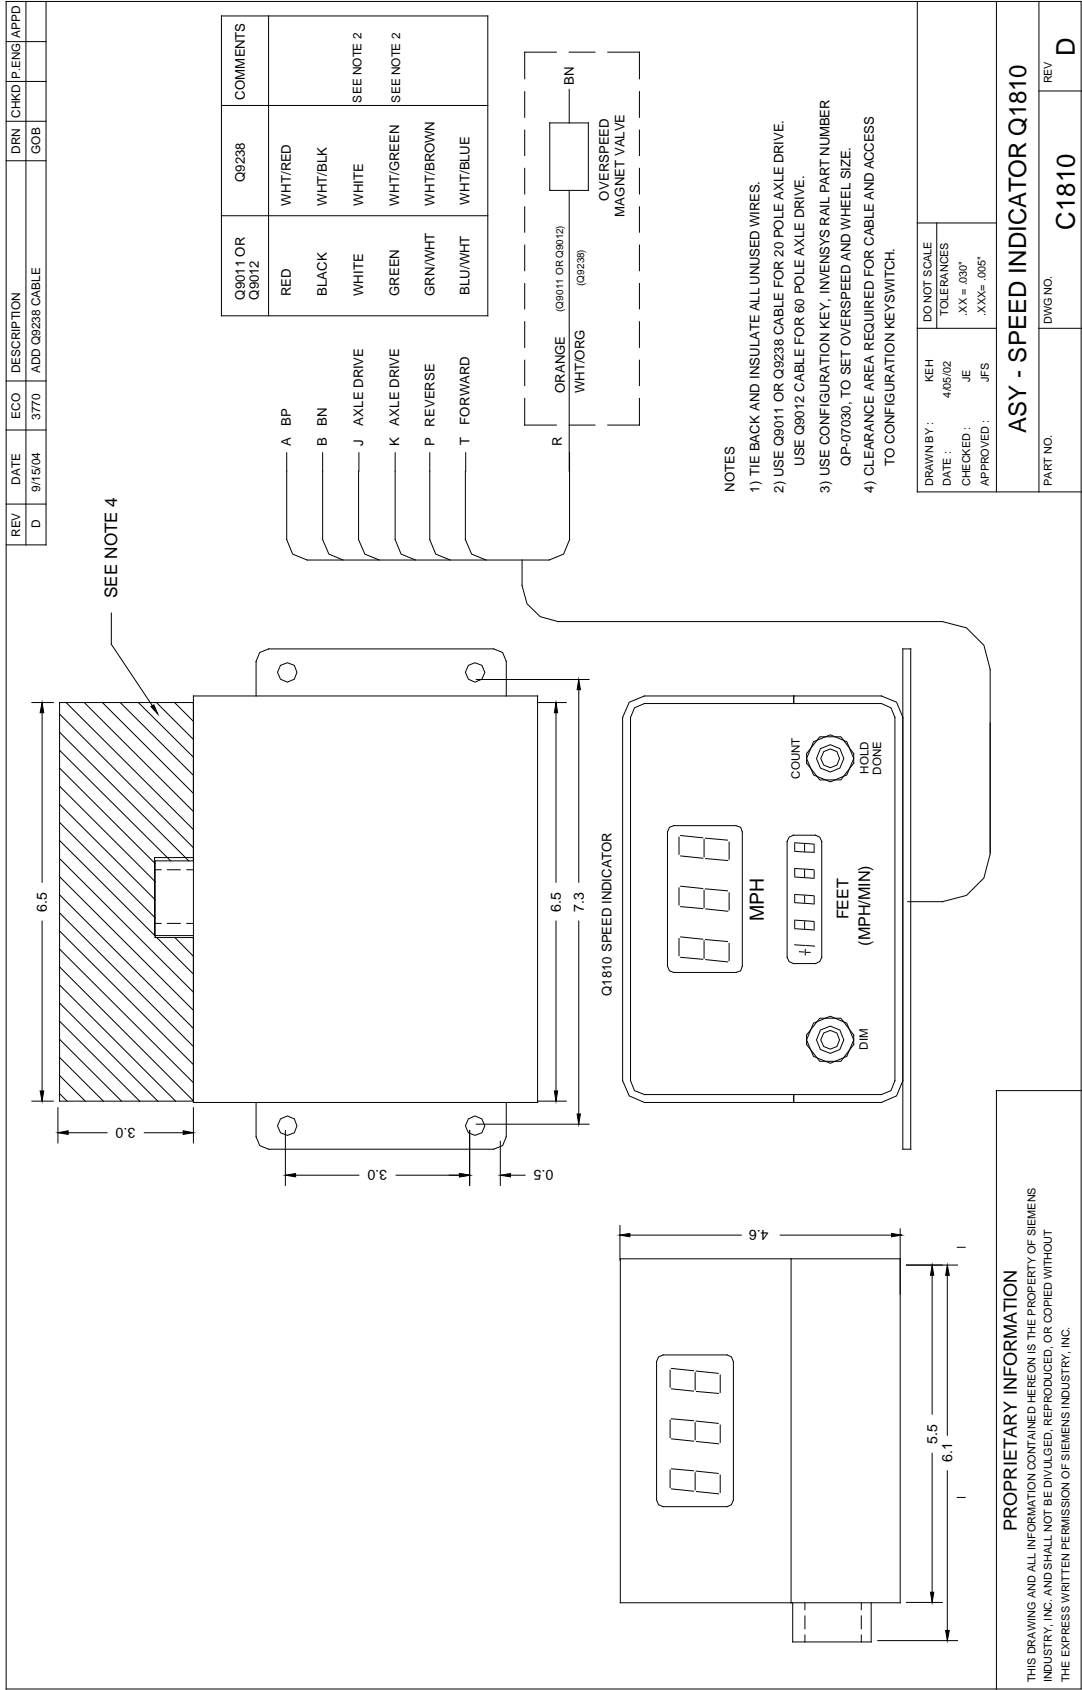 REV DATE ECO DESCRIPTION DRN CHKD P.ENG APPD
D 9/15/04 3770 ADD Q9238 CABLE GOB
SEE NOTE 4
6.5
3.0
3.0
0.5
6.5
7.3
A BP
B BN
J AXLE DRIVE
K AXLE DRIVE
P REVERSE
T FORWARD
R
Q9011 OR Q9012 Q9238 COMMENTS
RED WHT/RED
BLACK WHT/BLK
WHITE WHITE SEE NOTE 2
GREEN WHT/GREEN SEE NOTE 2
GRN/WHT WHT/BROWN
BLU/WHT WHT/BLUE
ORANGE (Q9011 OR Q9012)
WHT/ORG (Q9238)
BN
OVERSPEED
MAGNET VALVE
Q1810 SPEED INDICATOR
MPH
+|
FEET
(MPH/MIN)
DIM
COUNT
HOLD
DONE
4.6
5.5
6.1
NOTES
1) TIE BACK AND INSULATE ALL UNUSED WIRES.
2) USE Q9011 OR Q9238 CABLE FOR 20 POLE AXLE DRIVE.
USE Q9012 CABLE FOR 60 POLE AXLE DRIVE.
3) USE CONFIGURATION KEY, INVENSYS RAIL PART NUMBER
QP-07030, TO SET OVERSPEED AND WHEEL SIZE.
4) CLEARANCE AREA REQUIRED FOR CABLE AND ACCESS
TO CONFIGURATION KEYSWITCH.
PROPRIETARY INFORMATION
THIS DRAWING AND ALL INFORMATION CONTAINED HEREON IS THE PROPERTY OF SIEMENS
INDUSTRY, INC. AND SHALL NOT BE DIVULGED, REPRODUCED, OR COPIED WITHOUT
THE EXPRESS WRITTEN PERMISSION OF SIEMENS INDUSTRY, INC.
DRAWN BY : KEH
DATE : 4/05/02
CHECKED : JE
APPROVED : JFS
DO NOT SCALE
TOLERANCES
.XX = .030"
.XXX= .005"
ASY - SPEED INDICATOR Q1810
PART NO.
DWG NO. C1810
REV D